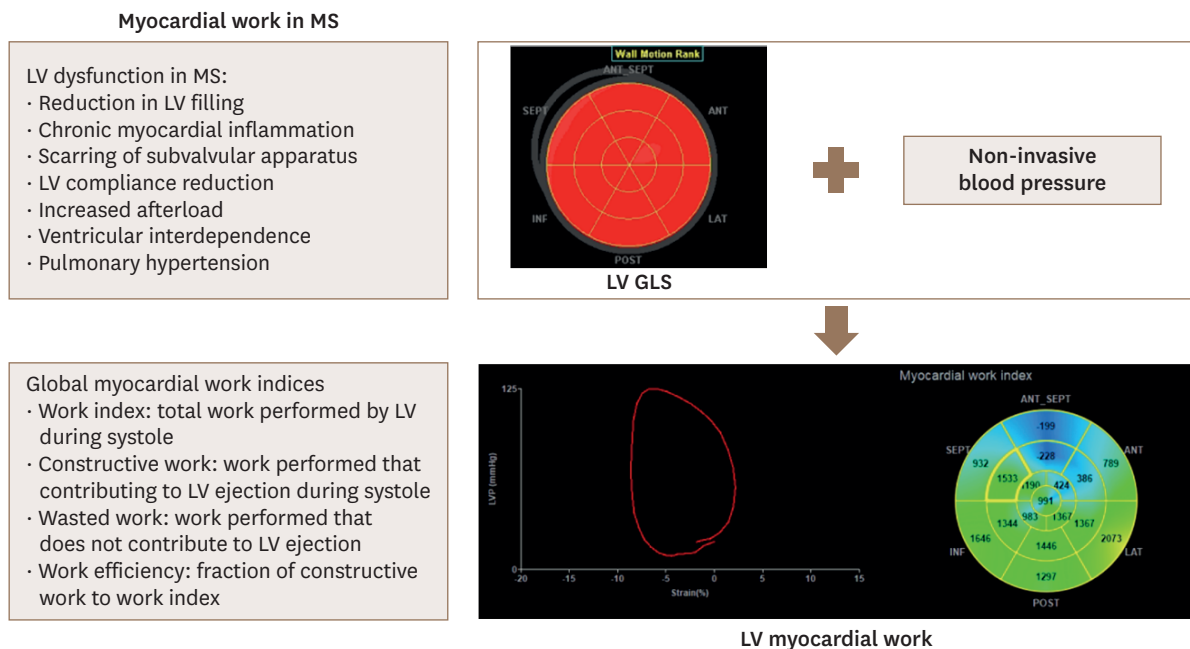 Myocardial work in MS
LV dysfunction in MS:
· Reduction in LV filling
· Chronic myocardial inflammation
· Scarring of subvalvular apparatus
· LV compliance reduction
· Increased afterload
· Ventricular interdependence
· Pulmonary hypertension
Wall Motion Rank
ANT_SEPT
SEPT
ANT
INF
LAT
POST
LV GLS
Non-invasive
blood pressure
Global myocardial work indices
· Work index: total work performed by LV
during systole
· Constructive work: work performed that
contributing to LV ejection during systole
· Wasted work: work performed that
does not contribute to LV ejection
· Work efficiency: fraction of constructive
work to work index
125
LVP (mmHg)
0
-20
-15
-10
-5
0
5
10
15
Strain(%)
Myocardial work index
ANT_SEPT
-199
SEPT
ANT
932
-228
789
1533
386
424
991
983
1367
1344
1367
1646
1446
2073
INF
LAT
1297
POST
LV myocardial work